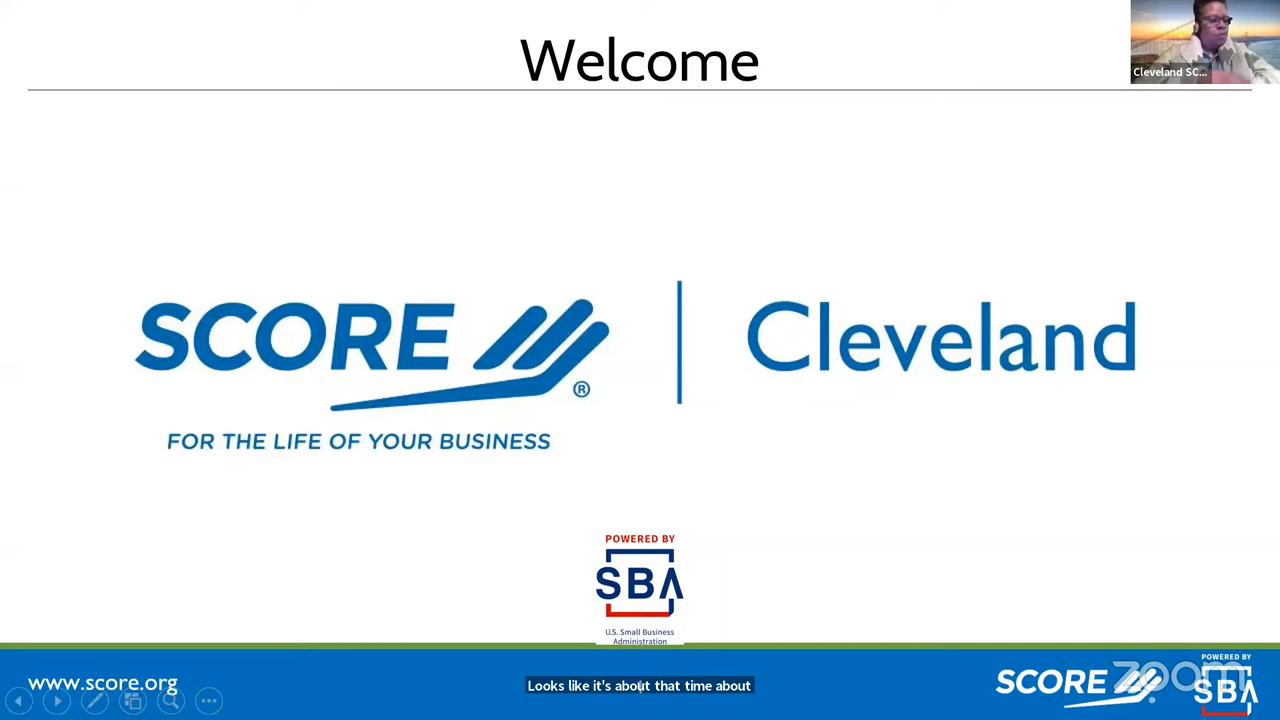 Welcome
Cleveland SC...
SCORE
®
FOR THE LIFE OF YOUR BUSINESS
Cleveland
POWERED BY
SBA
U.S. Small Business
Administration
www.score.org
Looks like it's about that time about
SCORE
®
zoom
POWERED BY
SBA